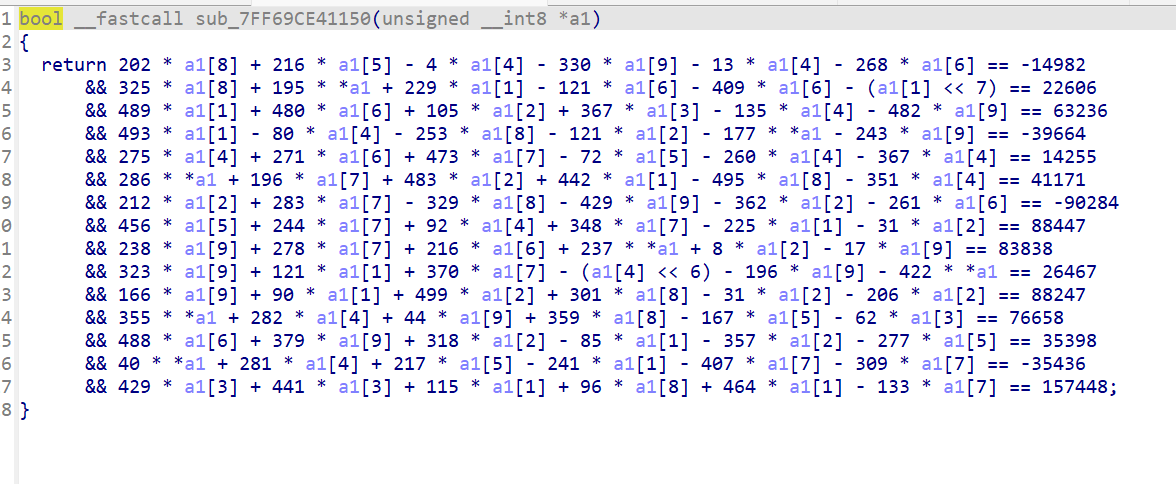 1 bool __fastcall sub_7FF69CE41150(unsigned __int8 *a1)
2 {
3 return 202 * a1[8] + 216 * a1[5] - 4 * a1[4] - 330 * a1[9] - 13 * a1[4] - 268 * a1[6] == -14982
4 && 325 * a1[8] + 195 * *a1 + 229 * a1[1] - 121 * a1[6] - 409 * a1[6] - (a1[1] << 7) == 22606
5 && 489 * a1[1] + 480 * a1[6] + 105 * a1[2] + 367 * a1[3] - 135 * a1[4] - 482 * a1[9] == 63236
6 && 493 * a1[1] - 80 * a1[4] - 253 * a1[8] - 121 * a1[2] - 177 * *a1 - 243 * a1[9] == -39664
7 && 275 * a1[4] + 271 * a1[6] + 473 * a1[7] - 72 * a1[5] - 260 * a1[4] - 367 * a1[4] == 14255
8 && 286 * *a1 + 196 * a1[7] + 483 * a1[2] + 442 * a1[1] - 495 * a1[8] - 351 * a1[4] == 41171
9 && 212 * a1[2] + 283 * a1[7] - 329 * a1[8] - 429 * a1[9] - 362 * a1[2] - 261 * a1[6] == -90284
0 && 456 * a1[5] + 244 * a1[7] + 92 * a1[4] + 348 * a1[7] - 225 * a1[1] - 31 * a1[2] == 88447
1 && 238 * a1[9] + 278 * a1[7] + 216 * a1[6] + 237 * *a1 + 8 * a1[2] - 17 * a1[9] == 83838
2 && 323 * a1[9] + 121 * a1[1] + 370 * a1[7] - (a1[4] << 6) - 196 * a1[9] - 422 * *a1 == 26467
3 && 166 * a1[9] + 90 * a1[1] + 499 * a1[2] + 301 * a1[8] - 31 * a1[2] - 206 * a1[2] == 88247
4 && 355 * *a1 + 282 * a1[4] + 44 * a1[9] + 359 * a1[8] - 167 * a1[5] - 62 * a1[3] == 76658
5 && 488 * a1[6] + 379 * a1[9] + 318 * a1[2] - 85 * a1[1] - 357 * a1[2] - 277 * a1[5] == 35398
6 && 40 * *a1 + 281 * a1[4] + 217 * a1[5] - 241 * a1[1] - 407 * a1[7] - 309 * a1[7] == -35436
7 && 429 * a1[3] + 441 * a1[3] + 115 * a1[1] + 96 * a1[8] + 464 * a1[1] - 133 * a1[7] == 157448;
8 }